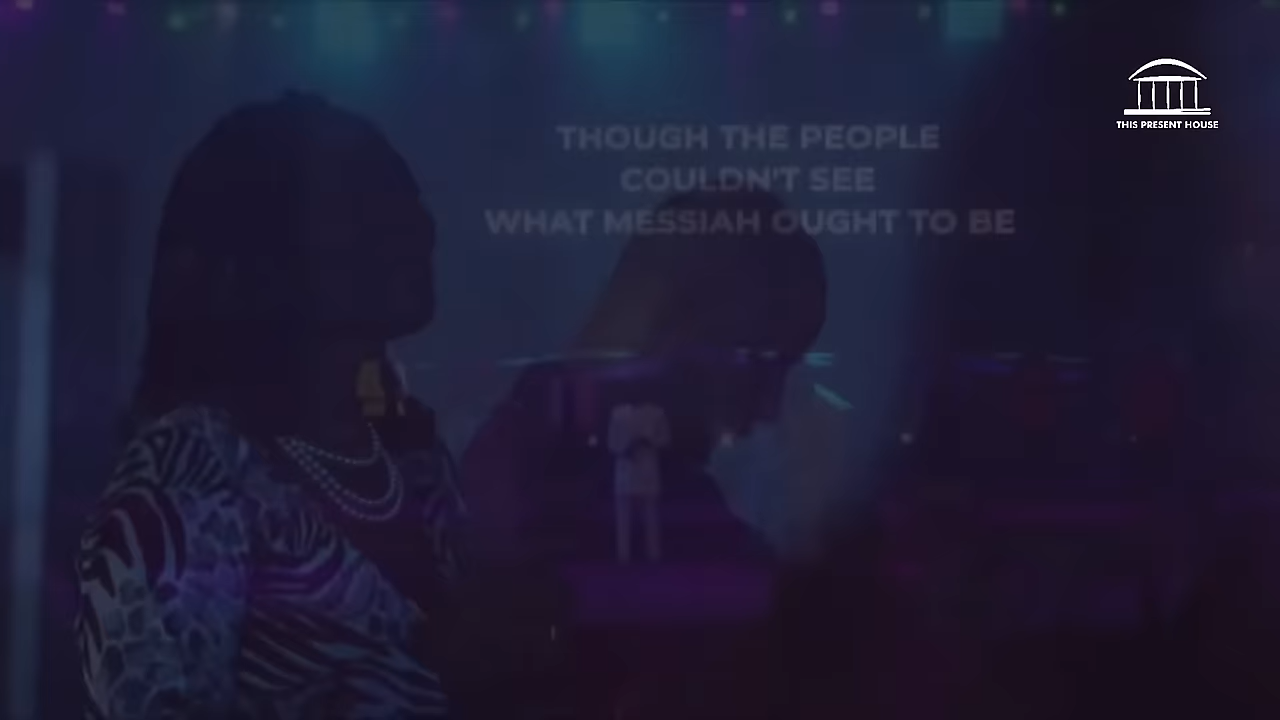 THOUGH THE PEOPLE
COULDN'T SEE
WHAT MESSIAH OUGHT TO BE
THIS PRESENT HOUSE